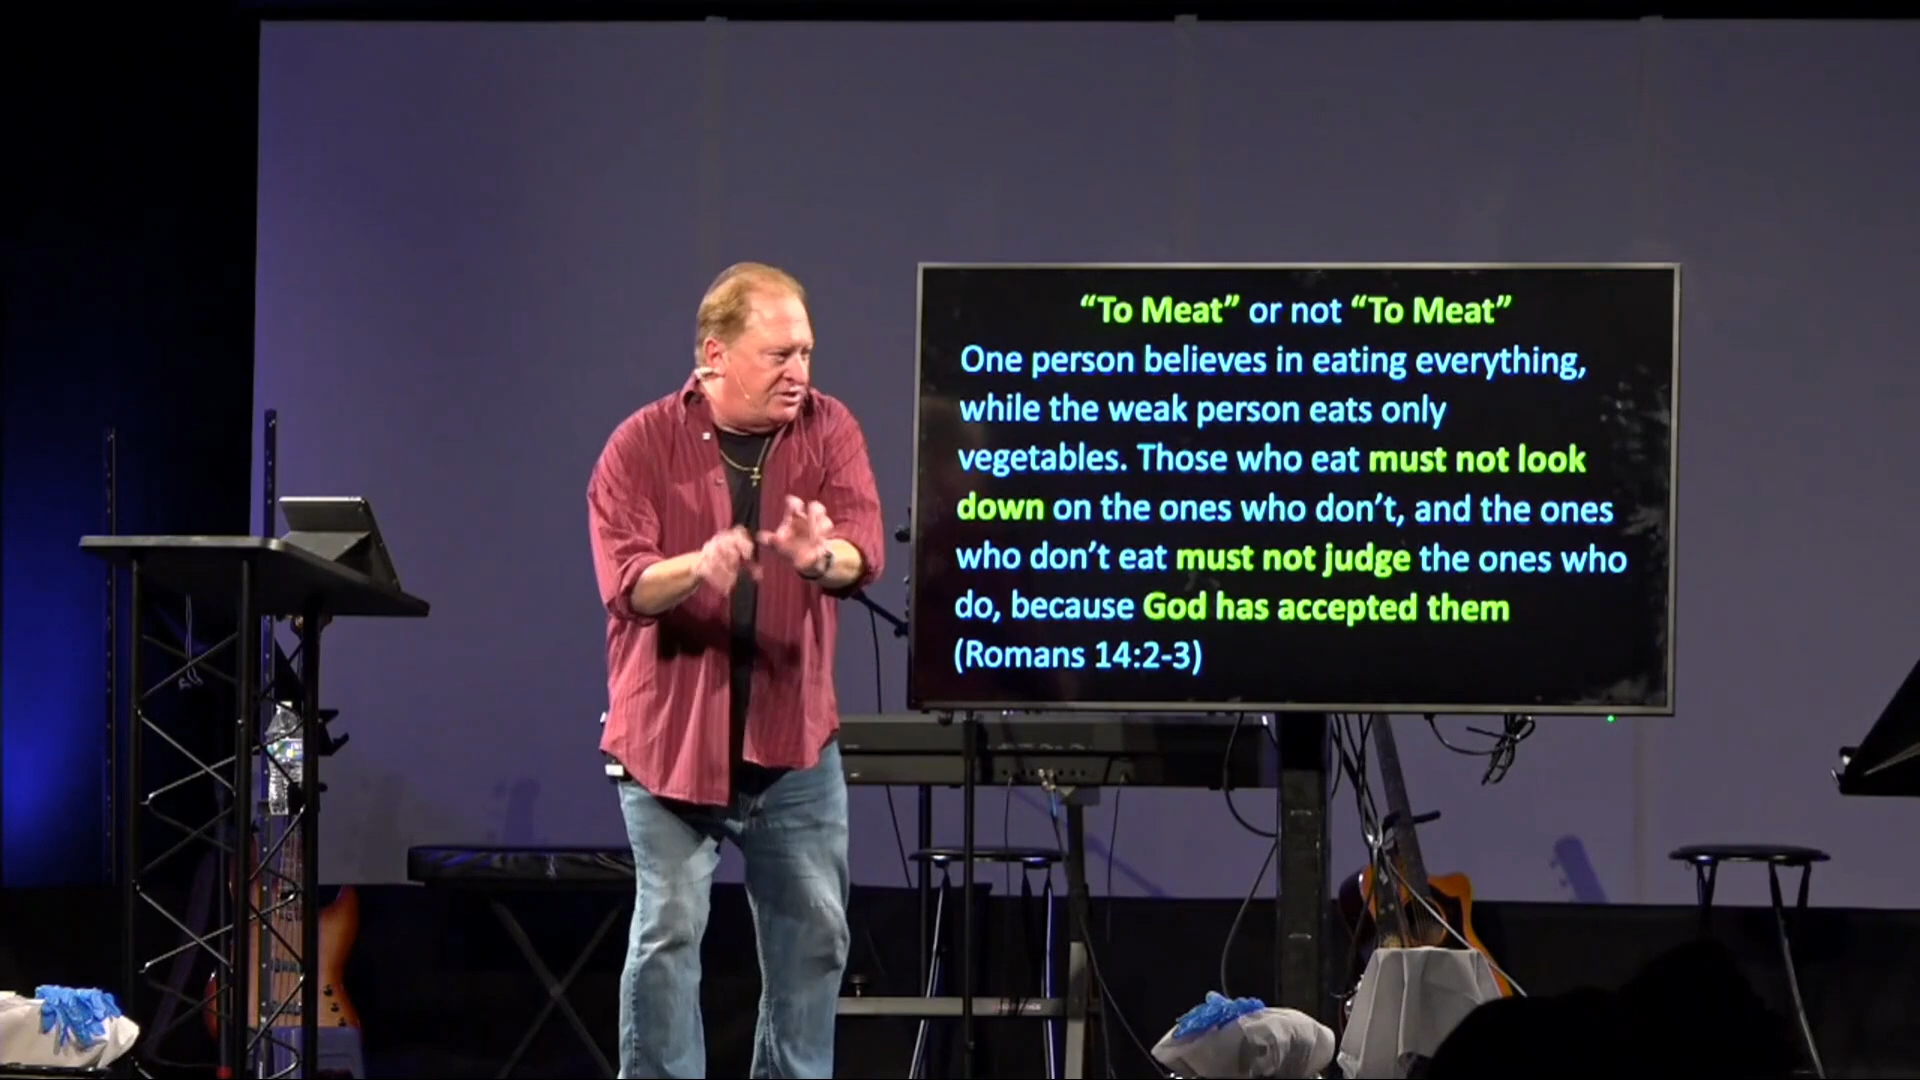 “To Meat” or not “To Meat”
One person believes in eating everything,
while the weak person eats only
vegetables. Those who eat must not look
down on the ones who don’t, and the ones
who don’t eat must not judge the ones who
do, because God has accepted them
(Romans 14:2-3)